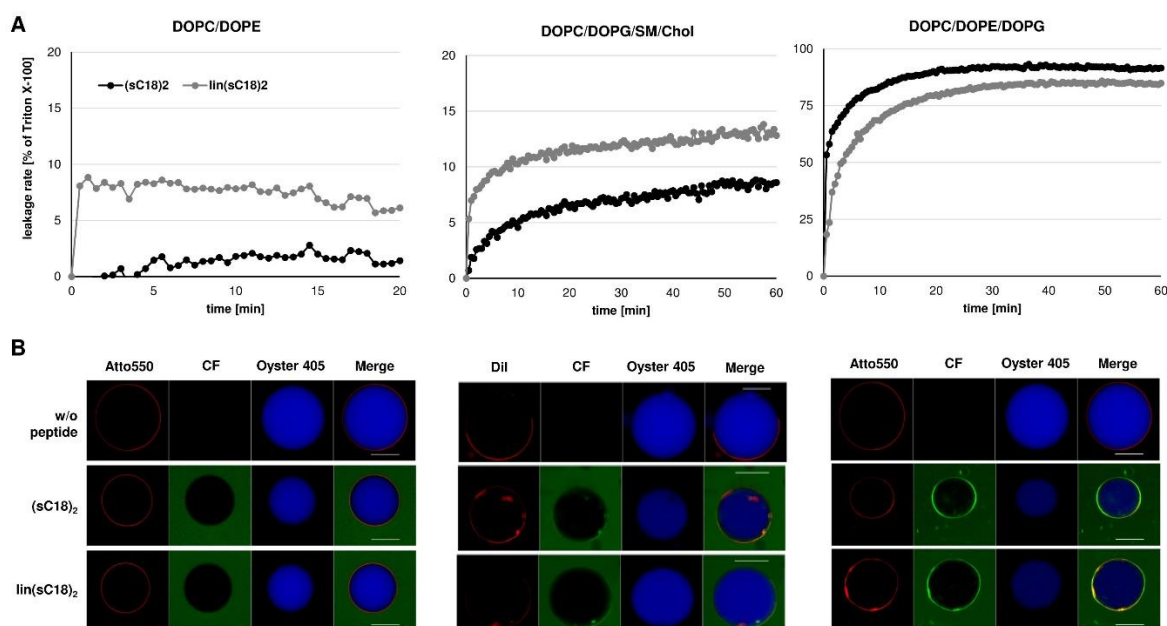 A
DOPC/DOPE
DOPC/DOPG/SM/Chol
DOPC/DOPE/DOPG
leakage rate [% of Triton X-100]
20
15
10
5
0
(sC18)2
lin(sC18)2
0
5
10
15
20
time [min]
20
15
10
5
0
0
10
20
30
40
50
60
time [min]
100
75
50
25
0
0
10
20
30
40
50
60
time [min]
B
Atto550 CF Oyster 405 Merge
DiI CF Oyster 405 Merge
Atto550 CF Oyster 405 Merge
w/o
peptide
(sC18)₂
lin(sC18)₂